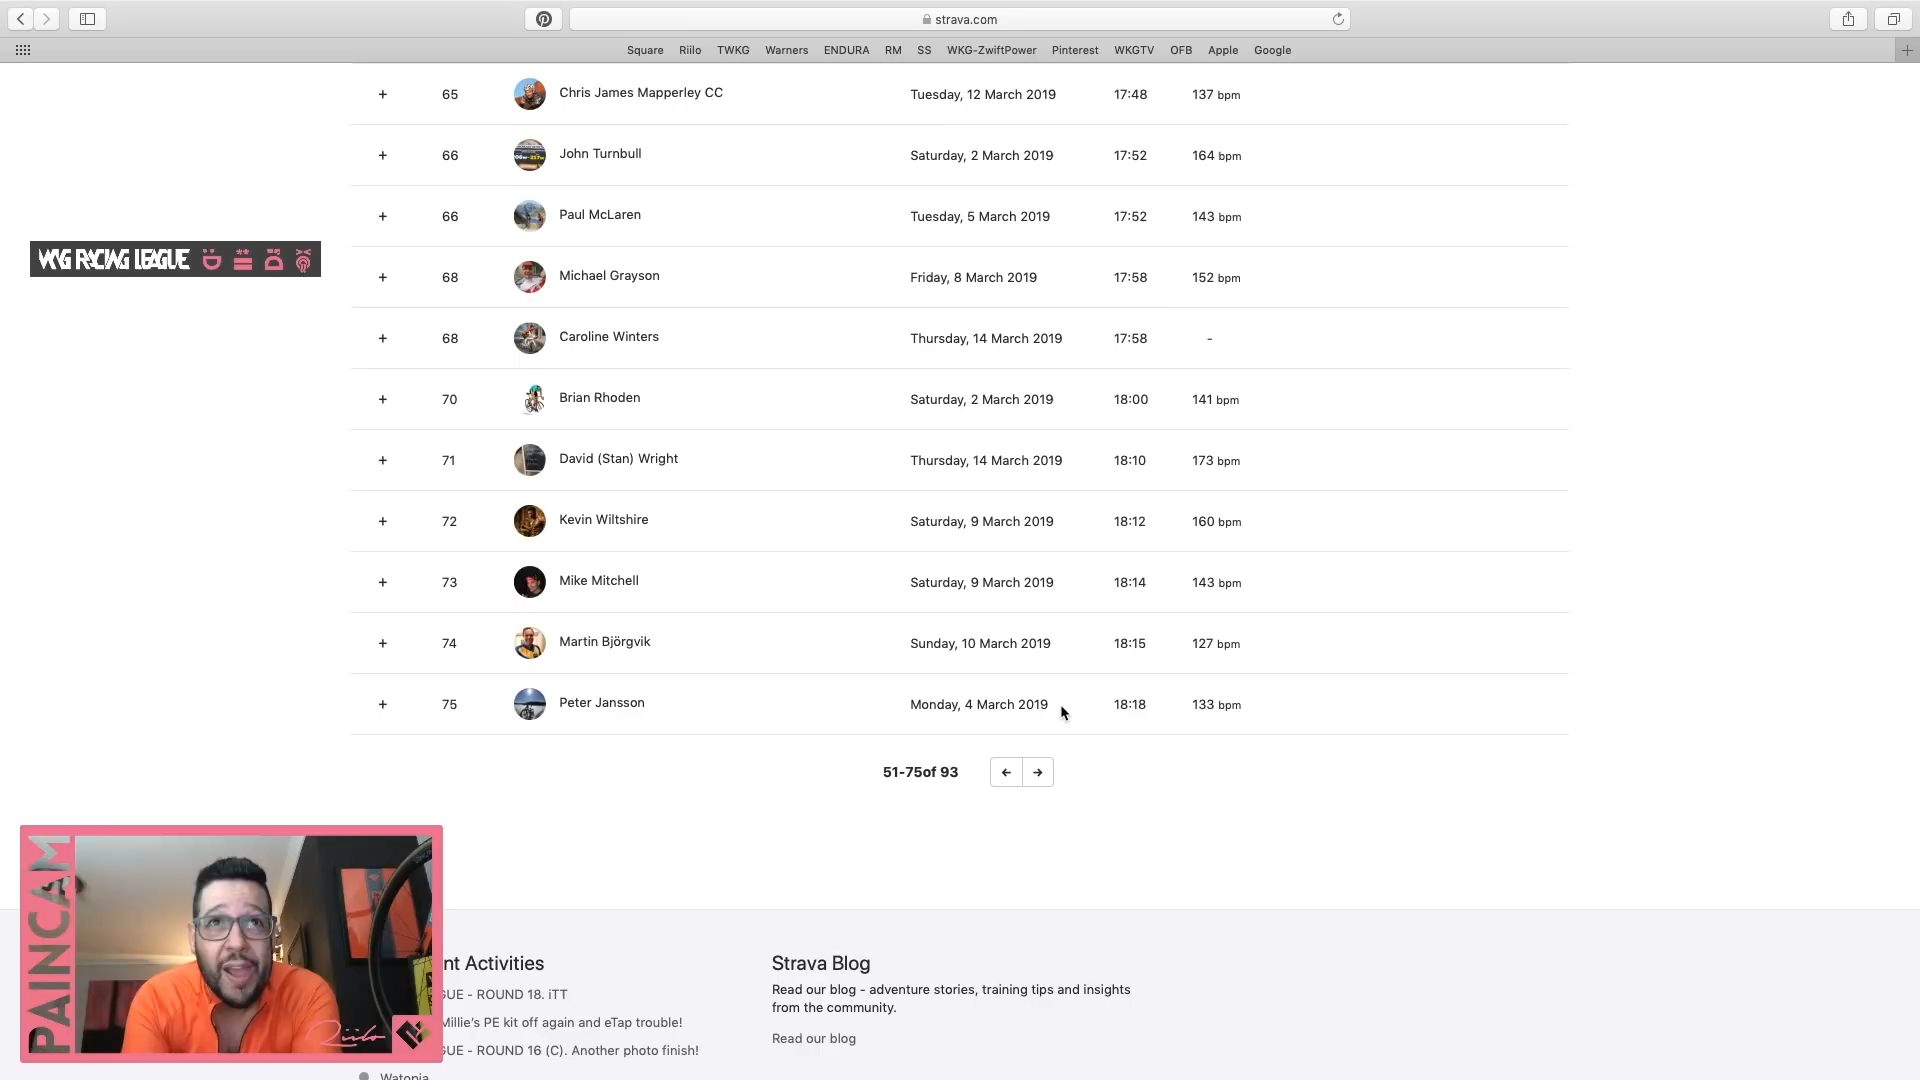 strava.com
Square Riilo TWKG Warners ENDURA RM SS WKG-ZwiftPower Pinterest WKGTV OFB Apple Google
+ 65 Chris James Mapperley CC Tuesday, 12 March 2019 17:48 137 bpm
+ 66 John Turnbull Saturday, 2 March 2019 17:52 164 bpm
+ 66 Paul McLaren Tuesday, 5 March 2019 17:52 143 bpm
WKG RACING LEAGUE
+ 68 Michael Grayson Friday, 8 March 2019 17:58 152 bpm
+ 68 Caroline Winters Thursday, 14 March 2019 17:58 -
+ 70 Brian Rhoden Saturday, 2 March 2019 18:00 141 bpm
+ 71 David (Stan) Wright Thursday, 14 March 2019 18:10 173 bpm
+ 72 Kevin Wiltshire Saturday, 9 March 2019 18:12 160 bpm
+ 73 Mike Mitchell Saturday, 9 March 2019 18:14 143 bpm
+ 74 Martin Björgvik Sunday, 10 March 2019 18:15 127 bpm
+ 75 Peter Jansson Monday, 4 March 2019 18:18 133 bpm
51-75of 93
PAINCAM
Riilo
nt Activities
GUE - ROUND 18. iTT
Millie's PE kit off again and eTap trouble!
GUE - ROUND 16 (C). Another photo finish!
Watopia
Strava Blog
Read our blog - adventure stories, training tips and insights
from the community.
Read our blog